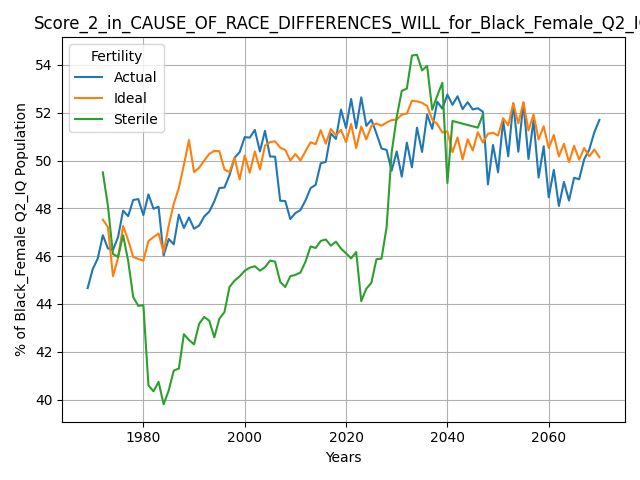 Score_2_in_CAUSE_OF_RACE_DIFFERENCES_WILL_for_Black_Female_Q2_IQ
Fertility
Actual
Ideal
Sterile
% of Black_Female Q2_IQ Population
54
52
50
48
46
44
42
40
1980
2000
2020
2040
2060
Years